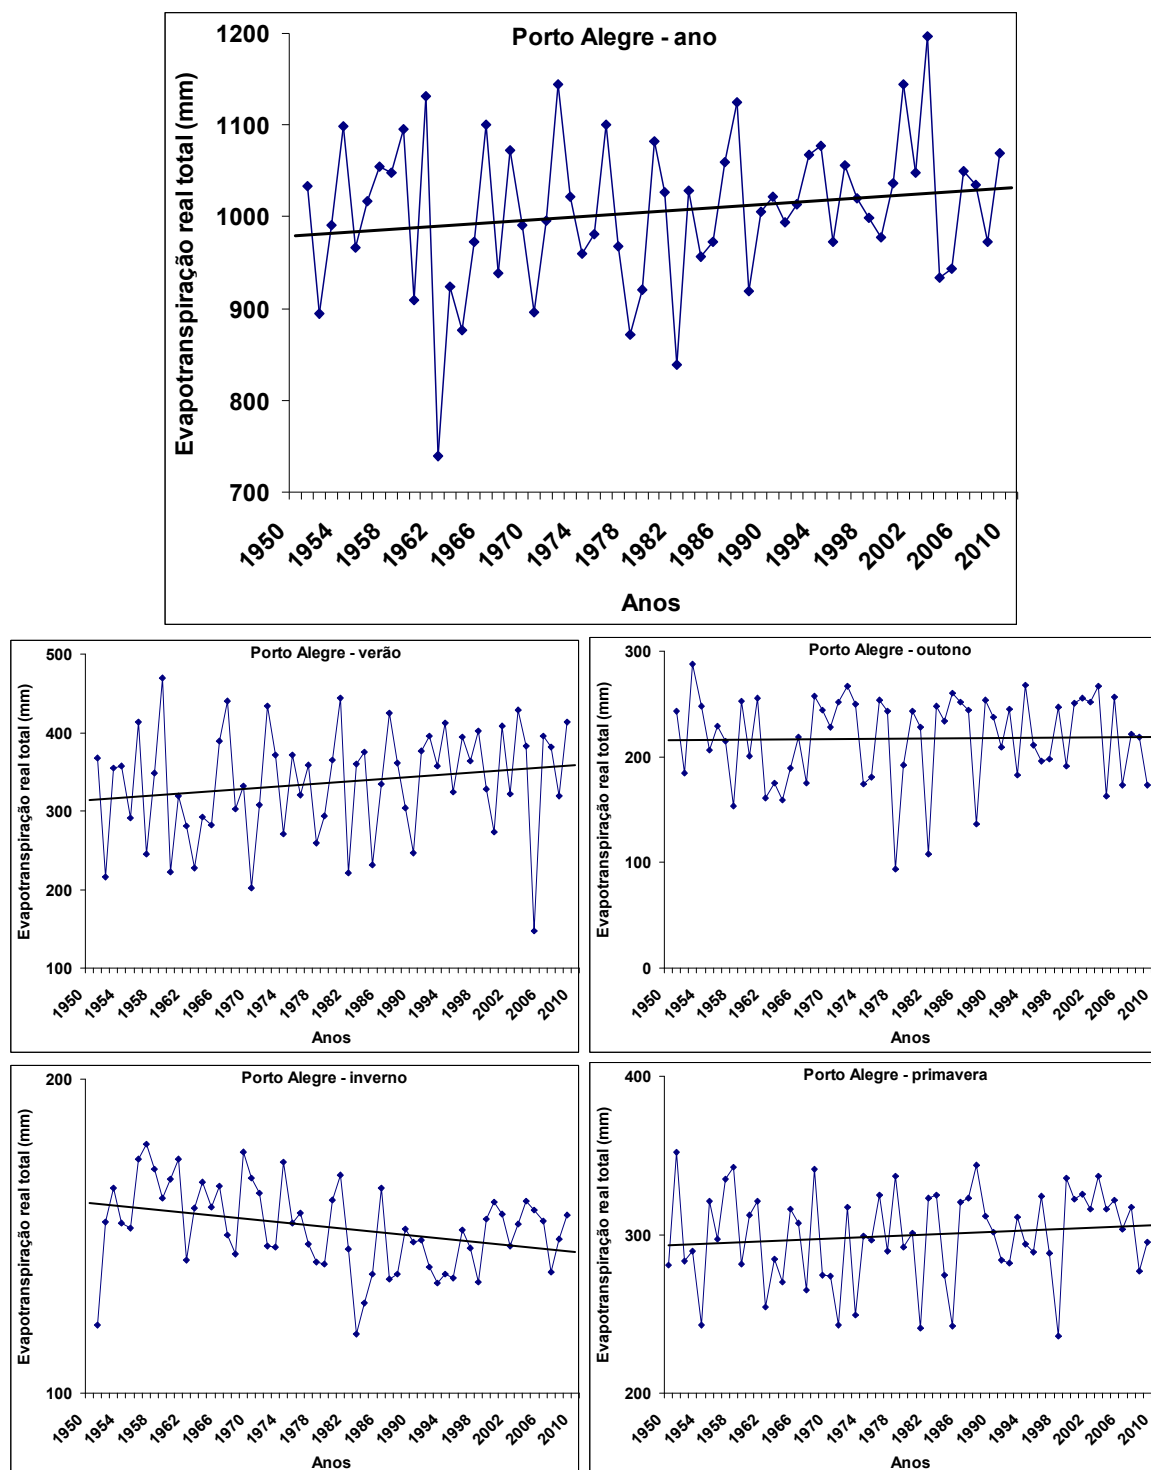 Porto Alegre - ano
Evapotranspiração real total (mm)
1200
1100
1000
900
800
700
1950 1954 1958 1962 1966 1970 1974 1978 1982 1986 1990 1994 1998 2002 2006 2010
Anos
Porto Alegre - verão
Evapotranspiração real total (mm)
500
400
300
200
100
1950 1954 1958 1962 1966 1970 1974 1978 1982 1986 1990 1994 1998 2002 2006 2010
Anos
Porto Alegre - outono
Evapotranspiração real total (mm)
300
200
100
0
1950 1954 1958 1962 1966 1970 1974 1978 1982 1986 1990 1994 1998 2002 2006 2010
Anos
Porto Alegre - inverno
Evapotranspiração real total (mm)
200
100
1950 1954 1958 1962 1966 1970 1974 1978 1982 1986 1990 1994 1998 2002 2006 2010
Anos
Porto Alegre - primavera
Evapotranspiração real total (mm)
400
300
200
1950 1954 1958 1962 1966 1970 1974 1978 1982 1986 1990 1994 1998 2002 2006 2010
Anos